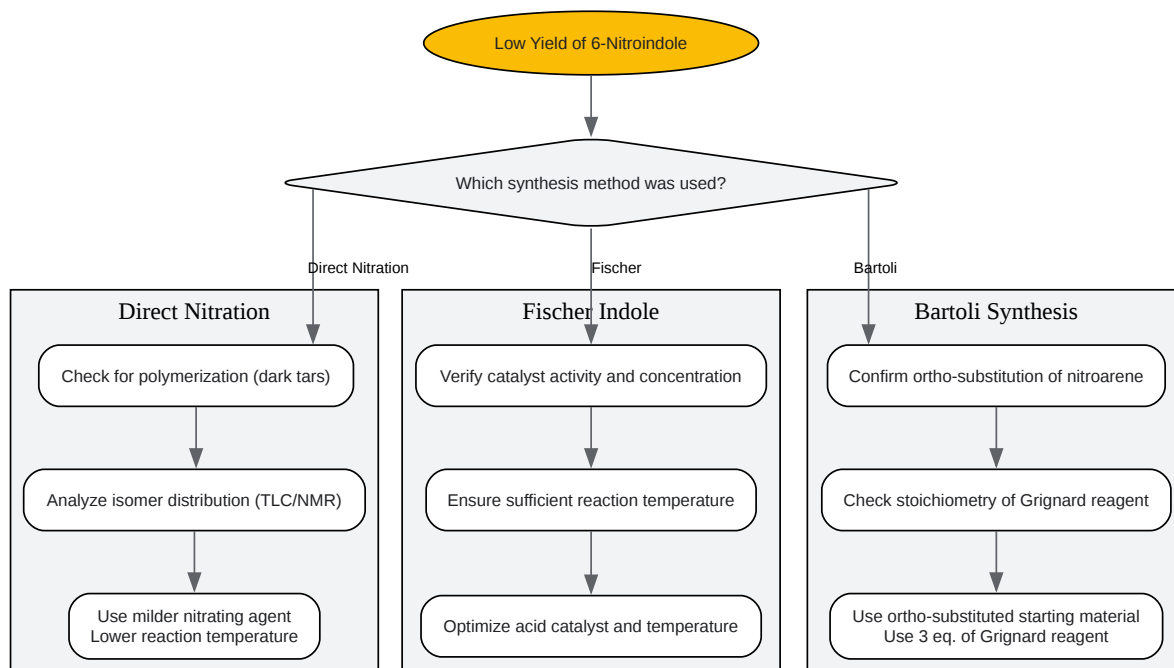 Low Yield of 6-Nitroindole
Which synthesis method was used?
Direct Nitration
Fischer
Bartoli
Direct Nitration
Check for polymerization (dark tars)
Analyze isomer distribution (TLC/NMR)
Use milder nitrating agent
Lower reaction temperature
Fischer Indole
Verify catalyst activity and concentration
Ensure sufficient reaction temperature
Optimize acid catalyst and temperature
Bartoli Synthesis
Confirm ortho-substitution of nitroarene
Check stoichiometry of Grignard reagent
Use ortho-substituted starting material
Use 3 eq. of Grignard reagent